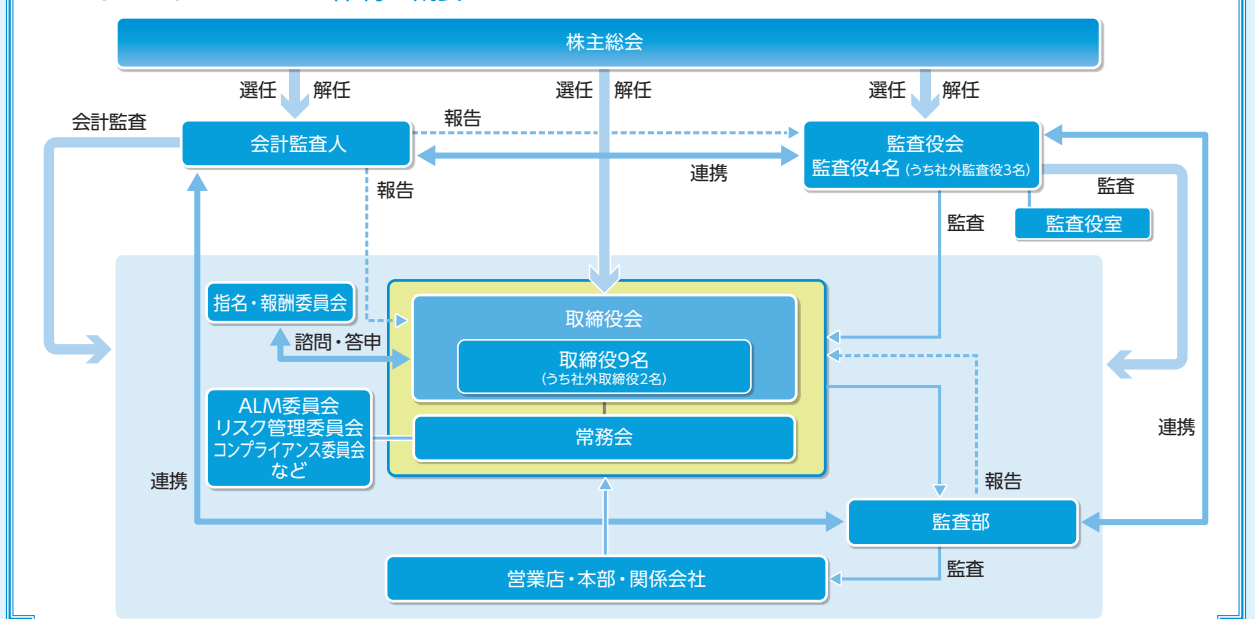 株主総会
選任
解任
選任
解任
選任
解任
会計監査
会計監査人
報告
監査役会
監査役4名(うち社外監査役3名)
連携
報告
監査
監査
監査役室
指名・報酬委員会
取締役会
諮問・答申
取締役9名
(うち社外取締役2名)
ALM委員会
リスク管理委員会
コンプライアンス委員会
など
常務会
連携
連携
報告
監査部
監査
営業店・本部・関係会社